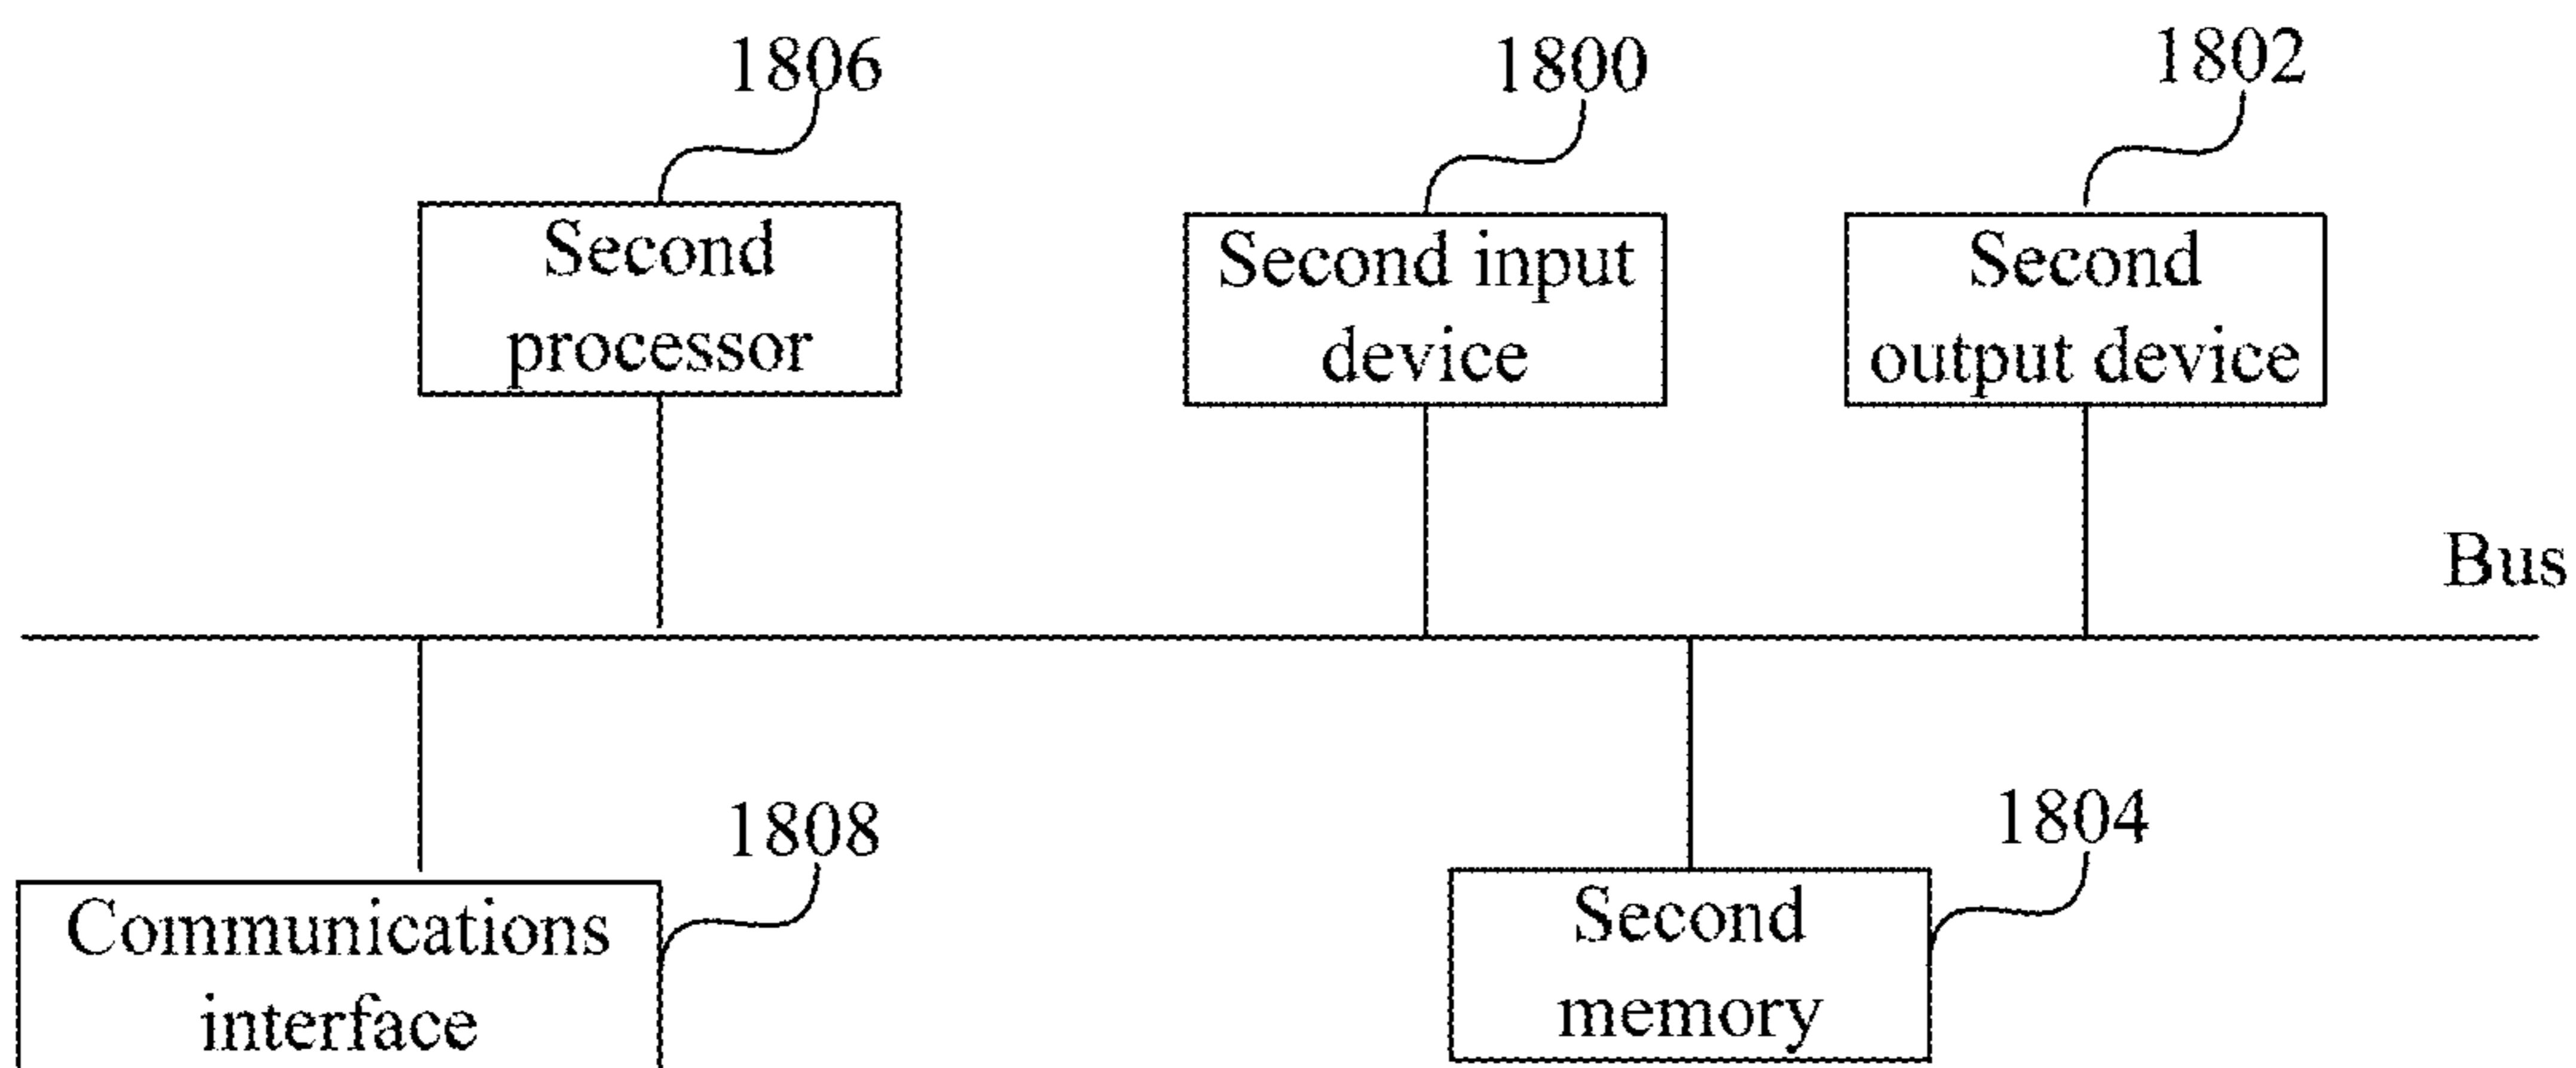 1806
1800
1802
Second
processor
Second input
device
Second
output device
Bus
1808
1804
Communications
interface
Second
memory